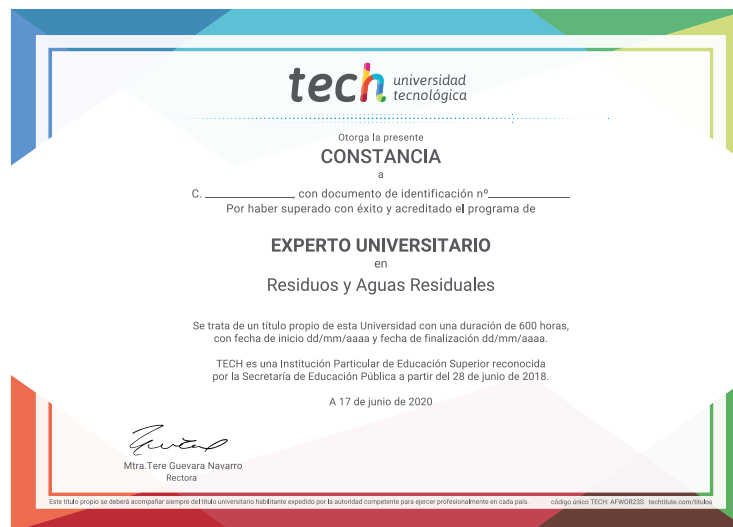 tech universidad
tecnológica
Otorga la presente
CONSTANCIA
a
C. ______________, con documento de identificación nº______________
Por haber superado con éxito y acreditado el programa de
EXPERTO UNIVERSITARIO
en
Residuos y Aguas Residuales
Se trata de un título propio de esta Universidad con una duración de 600 horas,
con fecha de inicio dd/mm/aaaa y fecha de finalización dd/mm/aaaa.
TECH es una Institución Particular de Educación Superior reconocida
por la Secretaría de Educación Pública a partir del 28 de junio de 2018.
A 17 de junio de 2020
Mtra.Tere Guevara Navarro
Rectora
Este título propio se deberá acompañar siempre del título universitario habilitante expedido por la autoridad competente para ejercer profesionalmente en cada país. código único TECH: AFWOR23S techtitute.com/titulos